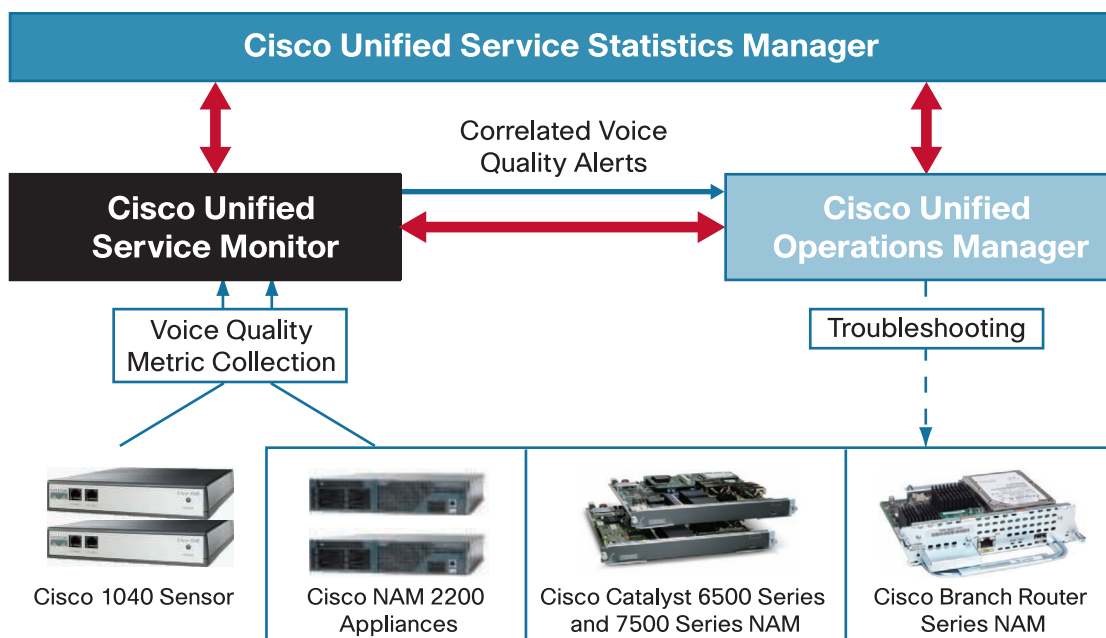 Cisco Unified Service Statistics Manager
Correlated Voice
Quality Alerts
Cisco Unified
Service Monitor
Cisco Unified
Operations Manager
Voice Quality
Metric Collection
Troubleshooting
Cisco 1040 Sensor
Cisco NAM 2200
Appliances
Cisco Catalyst 6500 Series
and 7500 Series NAM
Cisco Branch Router
Series NAM